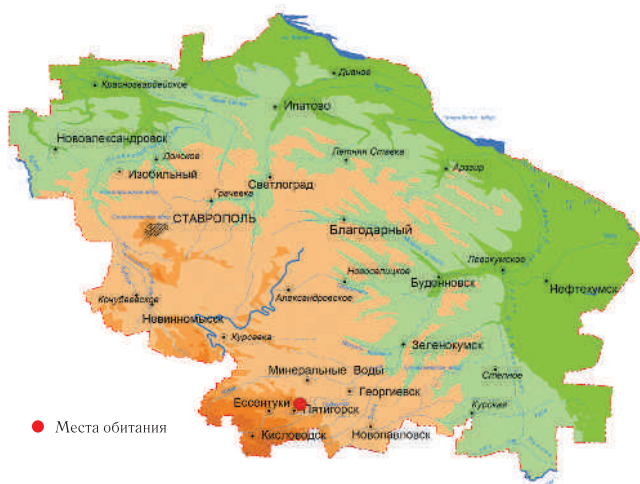 Дивное
Красногвардейское
Ипатово
Новоалександровск
Донское
Летняя Ставка
Изобильный
Арзгир
Светлоград
Грачевка
СТАВРОПОЛЬ
Благодарный
Левокумское
Новоселицкое
Буденновск
Нефтекумск
Кочубеевское
Александровское
Невинномысск
Курсавка
Зеленокумск
Минеральные Воды
Степное
Георгиевск
Ессентуки
Пятигорск
Курская
Места обитания
Кисловодск
Новопавловск